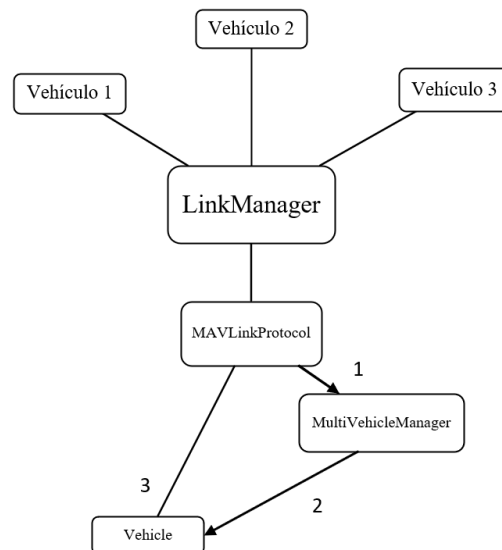 Vehículo 2
Vehículo 1
Vehículo 3
LinkManager
MAVLinkProtocol
1
MultiVehicleManager
3
2
Vehicle